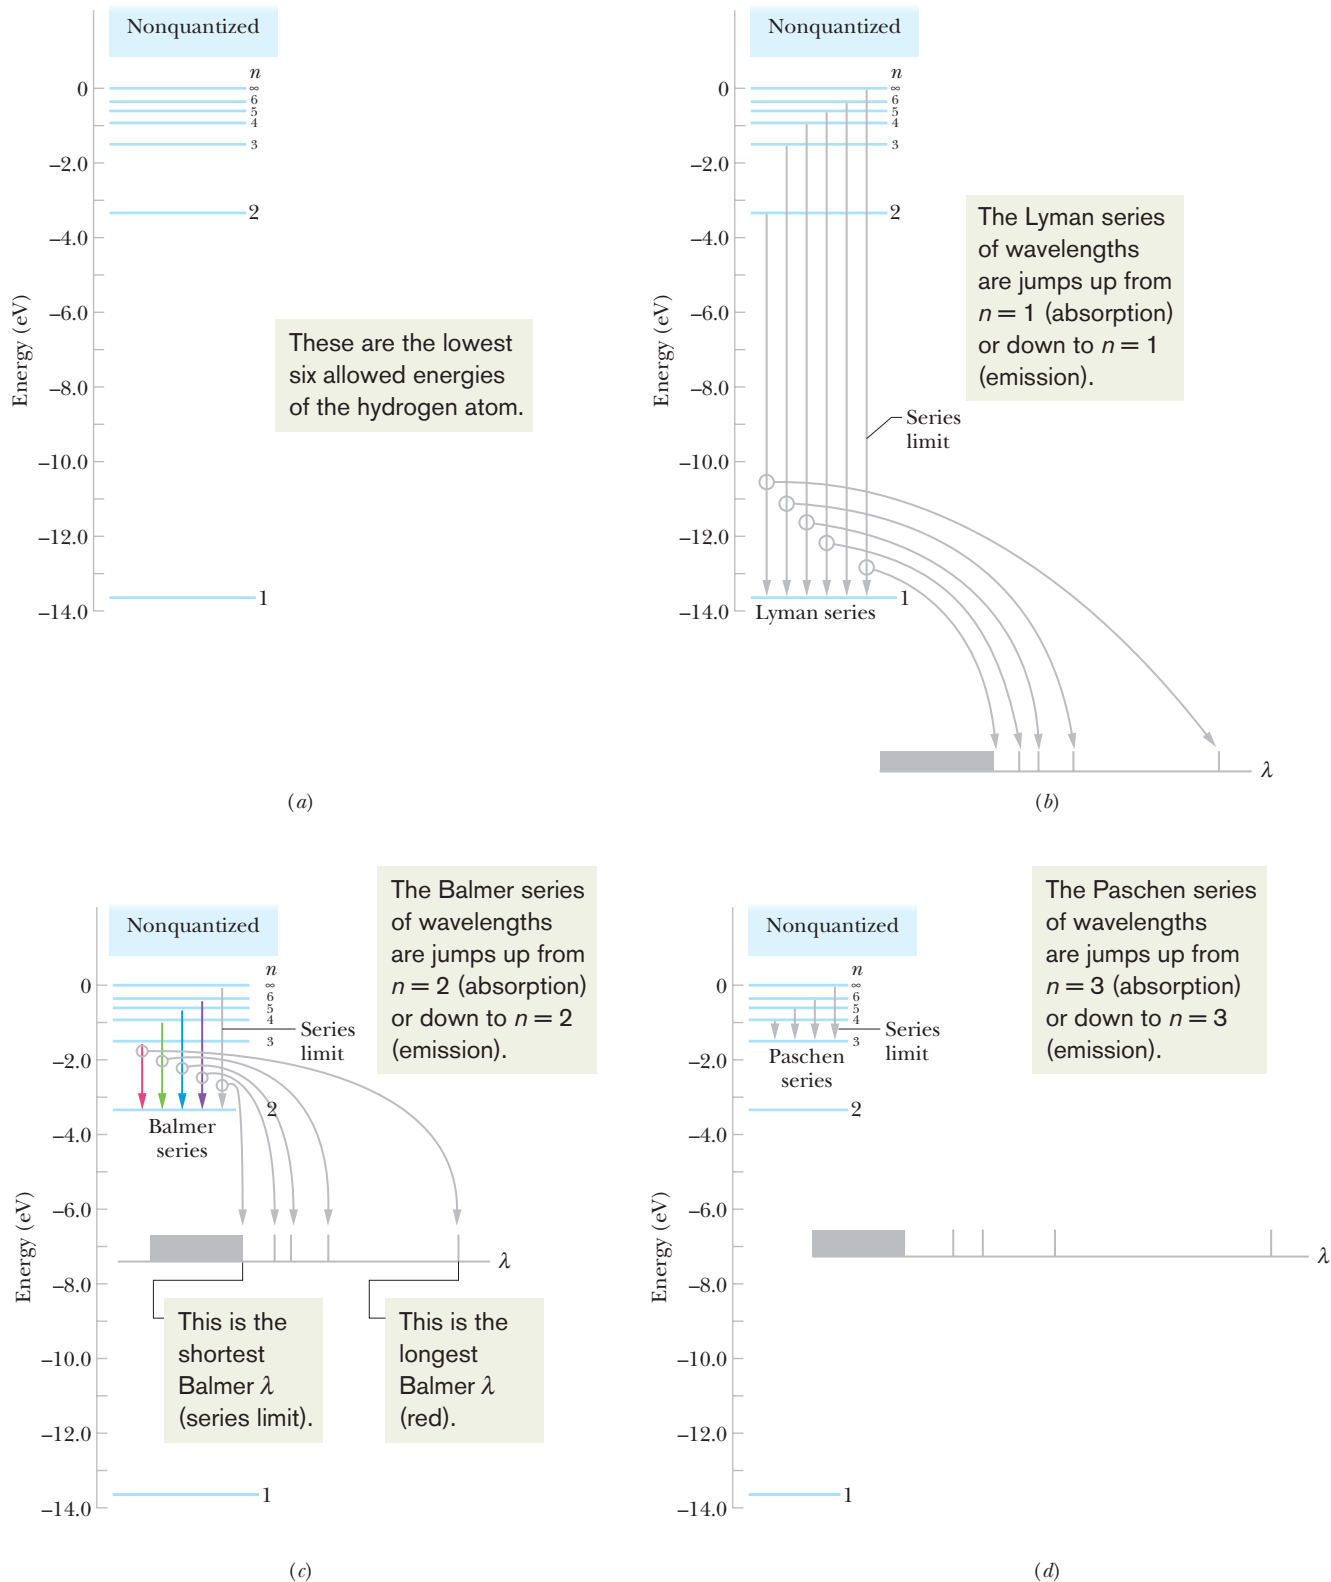 Nonquantized
n
∞
6
5
4
3
2
1
0
–2.0
–4.0
–6.0
–8.0
–10.0
–12.0
–14.0
Energy (eV)
These are the lowest
six allowed energies
of the hydrogen atom.
(a)
Nonquantized
n
∞
6
5
4
3
2
1
0
–2.0
–4.0
–6.0
–8.0
–10.0
–12.0
–14.0
Energy (eV)
The Lyman series
of wavelengths
are jumps up from
n = 1 (absorption)
or down to n = 1
(emission).
Series
limit
Lyman series
λ
(b)
The Balmer series
of wavelengths
are jumps up from
n = 2 (absorption)
or down to n = 2
(emission).
Nonquantized
n
∞
6
5
4
3
2
1
0
–2.0
–4.0
–6.0
–8.0
–10.0
–12.0
–14.0
Energy (eV)
Series
limit
Balmer
series
λ
This is the
shortest
Balmer λ
(series limit).
This is the
longest
Balmer λ
(red).
(c)
The Paschen series
of wavelengths
are jumps up from
n = 3 (absorption)
or down to n = 3
(emission).
Nonquantized
n
∞
6
5
4
3
2
1
0
–2.0
–4.0
–6.0
–8.0
–10.0
–12.0
–14.0
Energy (eV)
Series
limit
Paschen
series
λ
(d)